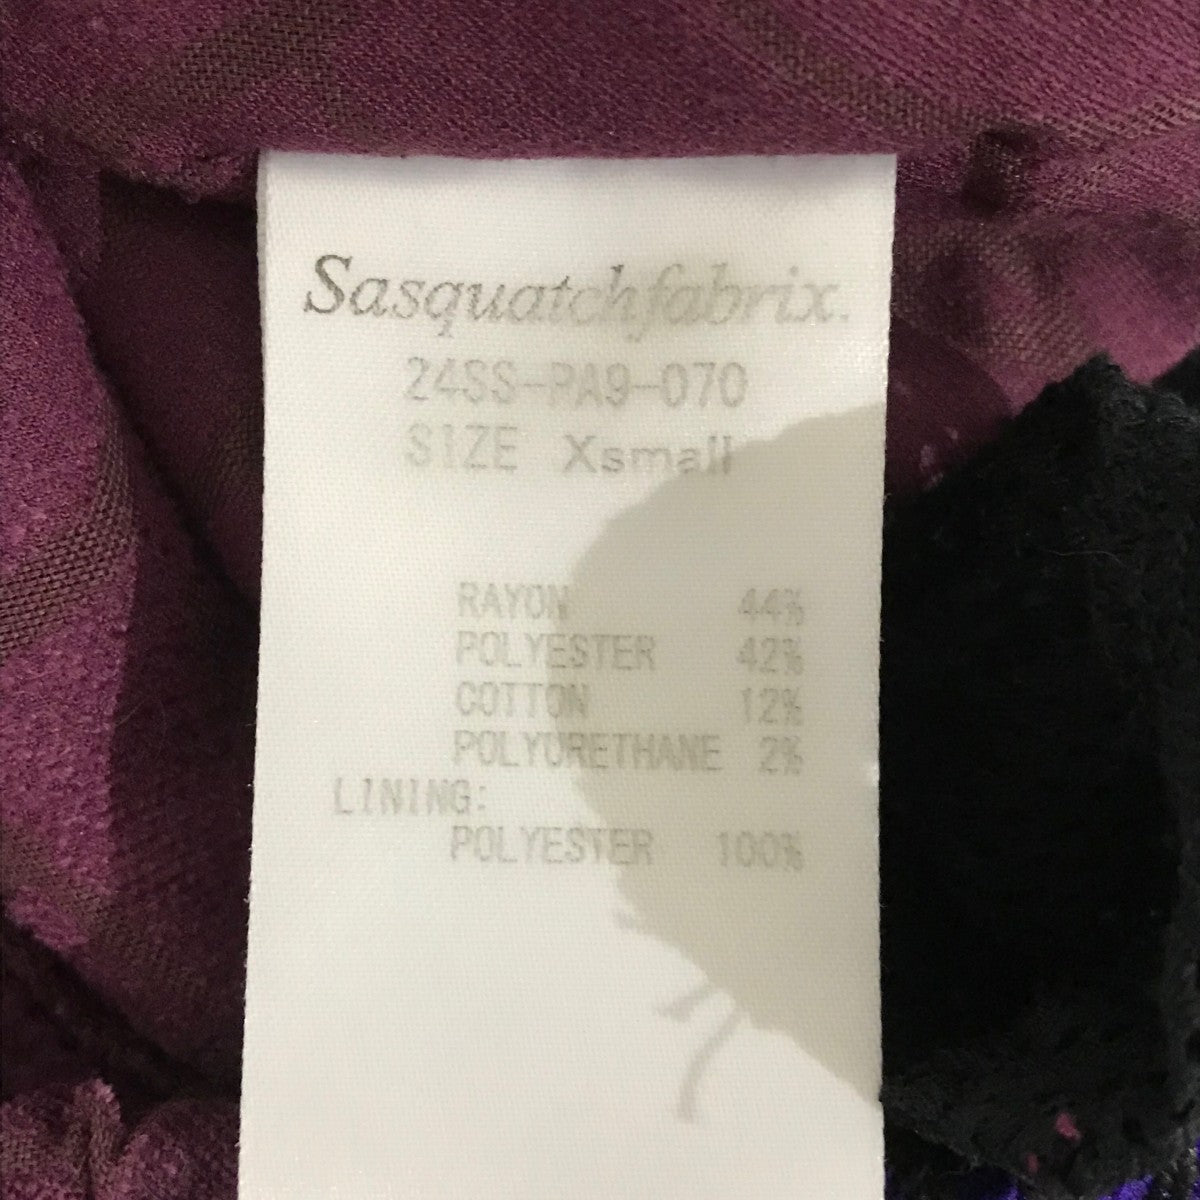 Sasquatchfabrix.
24SS-PA9-070
SIZE Xsmall
RAYON 44%
POLYESTER 42%
COTTON 12%
POLYURETHANE 2%
LINING:
POLYESTER 100%